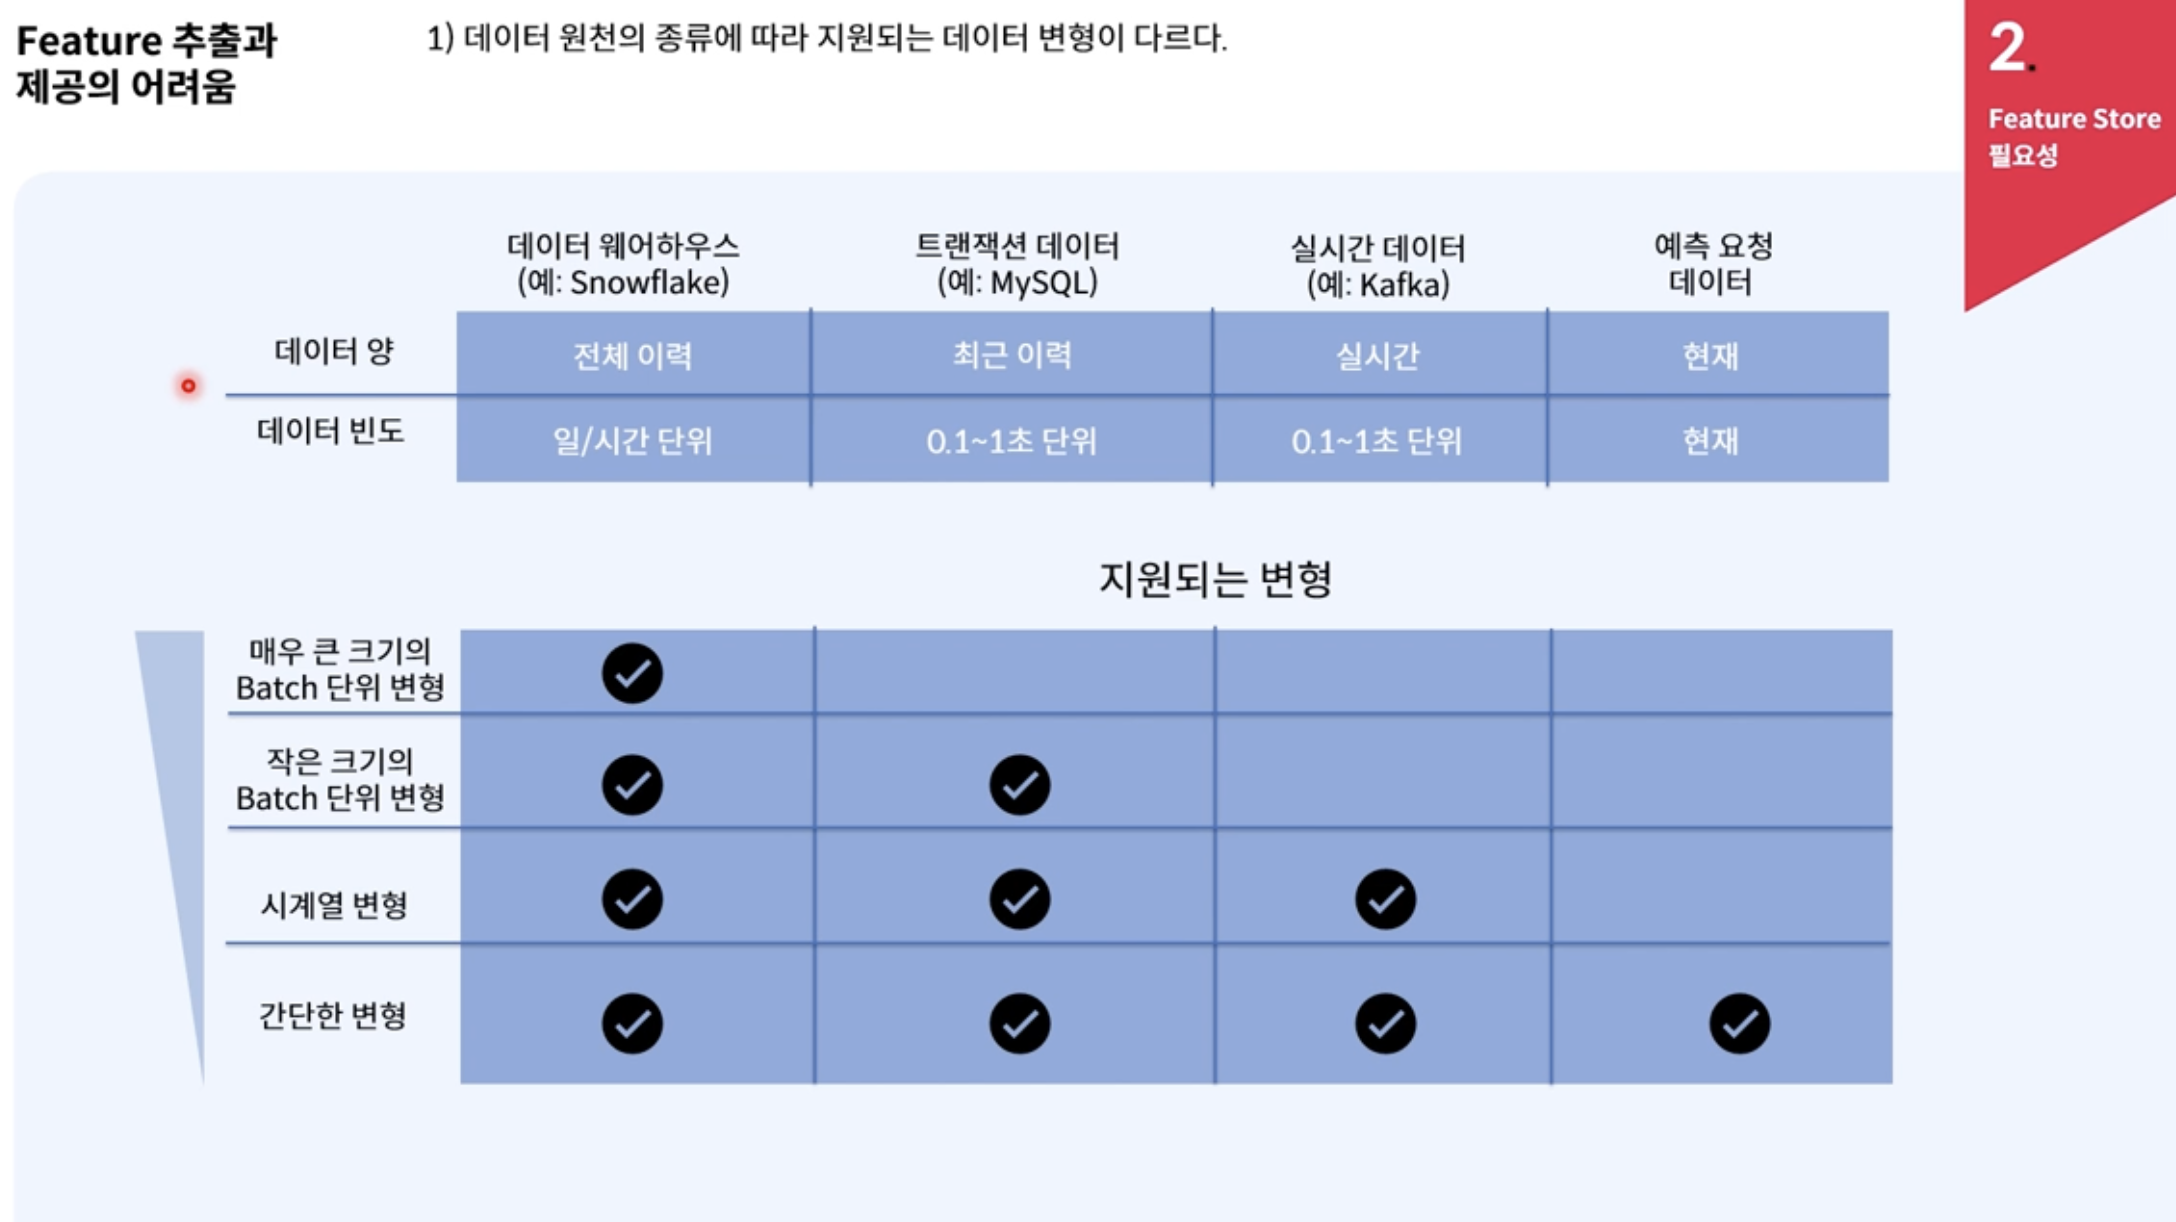 Feature 추출과
제공의 어려움
1) 데이터 원천의 종류에 따라 지원되는 데이터 변형이 다르다.
2.
Feature Store
필요성
데이터 웨어하우스
(예: Snowflake)
트랜잭션 데이터
(예: MySQL)
실시간 데이터
(예: Kafka)
예측 요청
데이터
데이터 양
전체 이력
최근 이력
실시간
현재
데이터 빈도
일/시간 단위
0.1~1초 단위
0.1~1초 단위
현재
지원되는 변형
매우 큰 크기의
Batch 단위 변형
작은 크기의
Batch 단위 변형
시계열 변형
간단한 변형